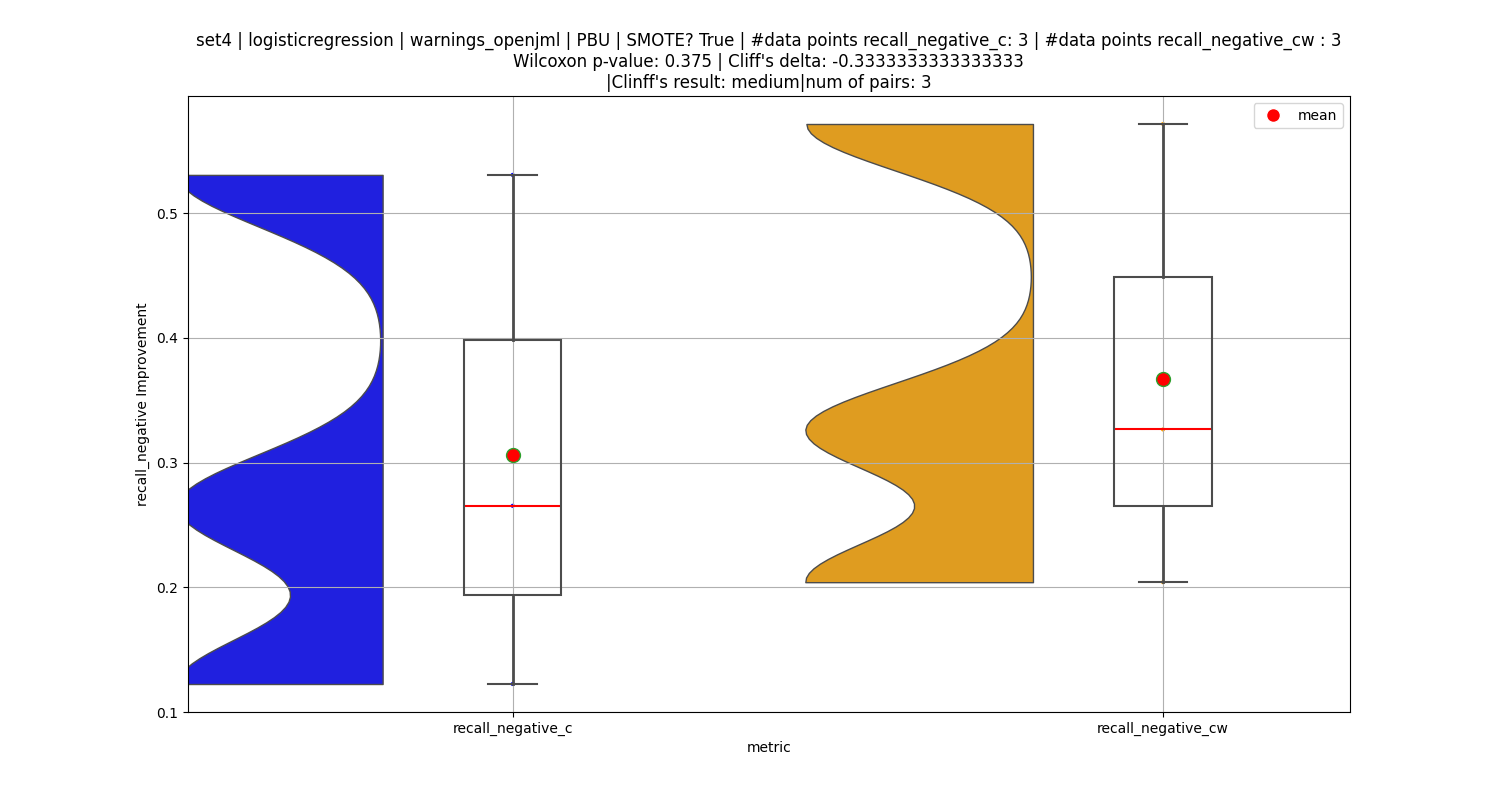 set4 | logisticregression | warnings_openjml | PBU | SMOTE? True | #data points recall_negative_c: 3 | #data points recall_negative_cw : 3
Wilcoxon p-value: 0.375 | Cliff's delta: -0.3333333333333333
|Clinff's result: medium|num of pairs: 3
mean
0.5
0.4
0.3
0.2
0.1
recall_negative Improvement
recall_negative_c
recall_negative_cw
metric